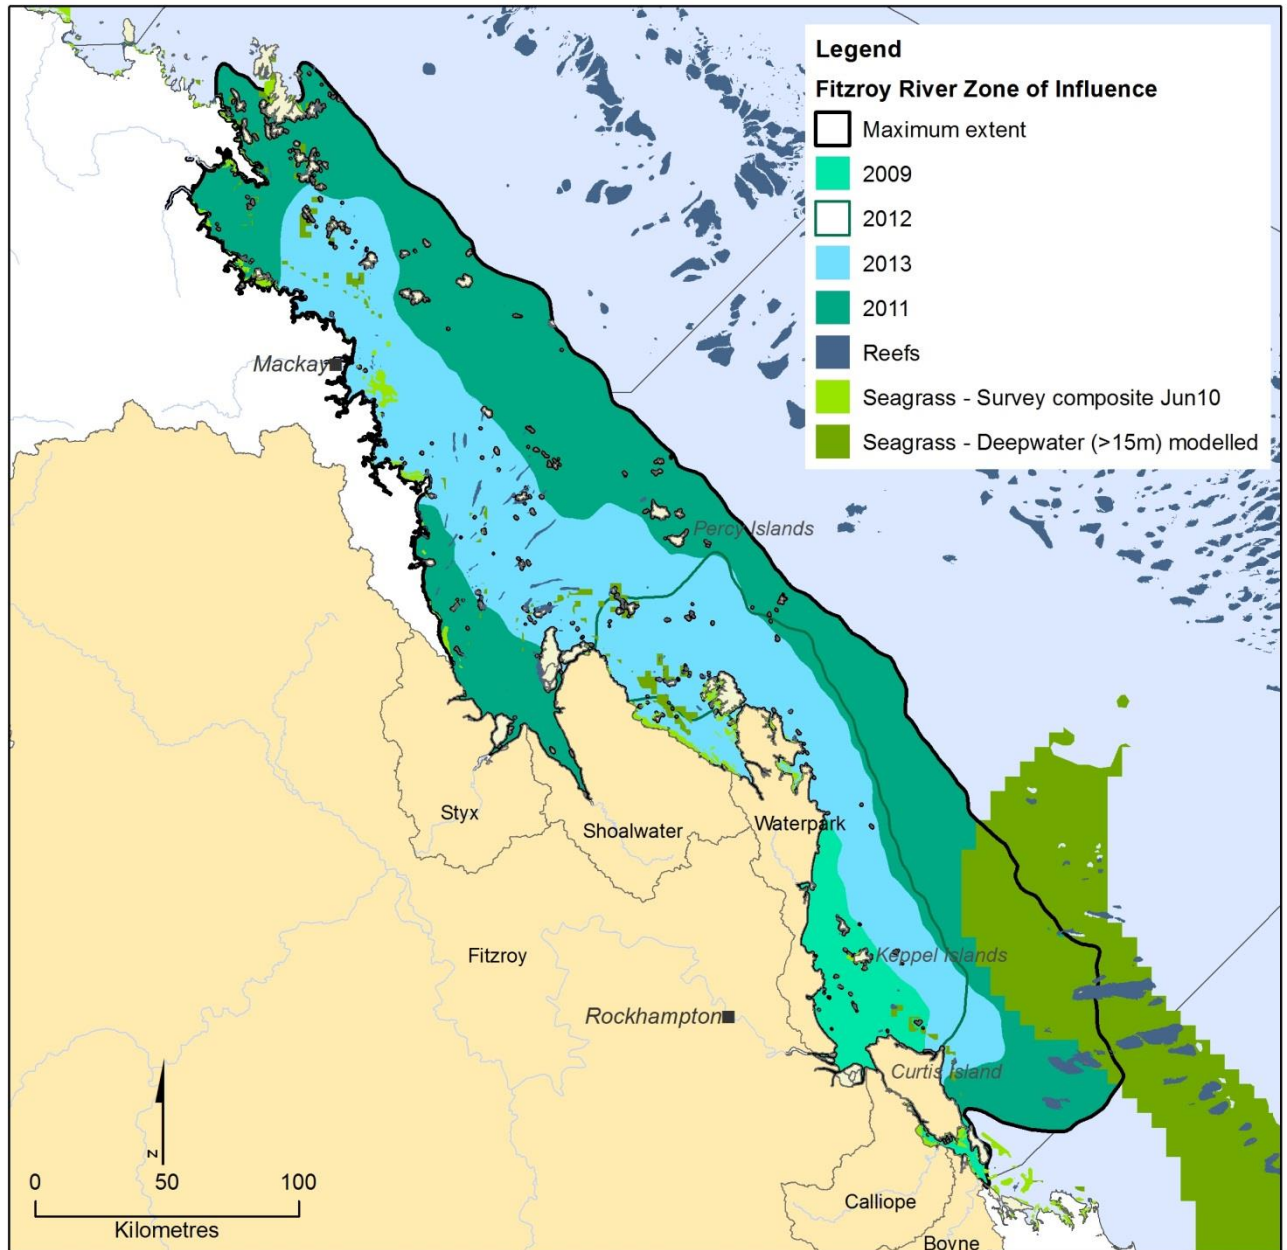 Legend
Fitzroy River Zone of Influence
Maximum extent
2009
2012
2013
2011
Reefs
Seagrass - Survey composite Jun10
Seagrass - Deepwater (>15m) modelled
Mackay
Percy Islands
Styx
Shoalwater
Waterpark
Fitzroy
Keppel Islands
Rockhampton
Curtis Island
N
0 50 100
Kilometres
Calliope
Boyne